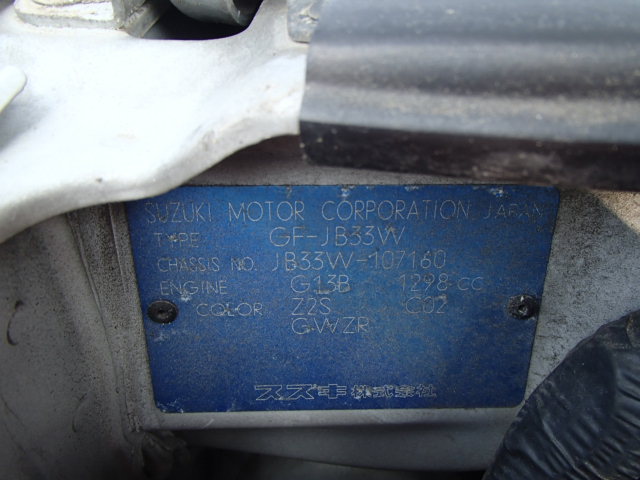 SUZUKI MOTOR CORPORATION JAPAN
TYPE GF-JB33W
CHASSIS NO. JB33W-107160
ENGINE G13B 1298 cc
COLOR Z2S C02
GWZR
スズキ株式会社